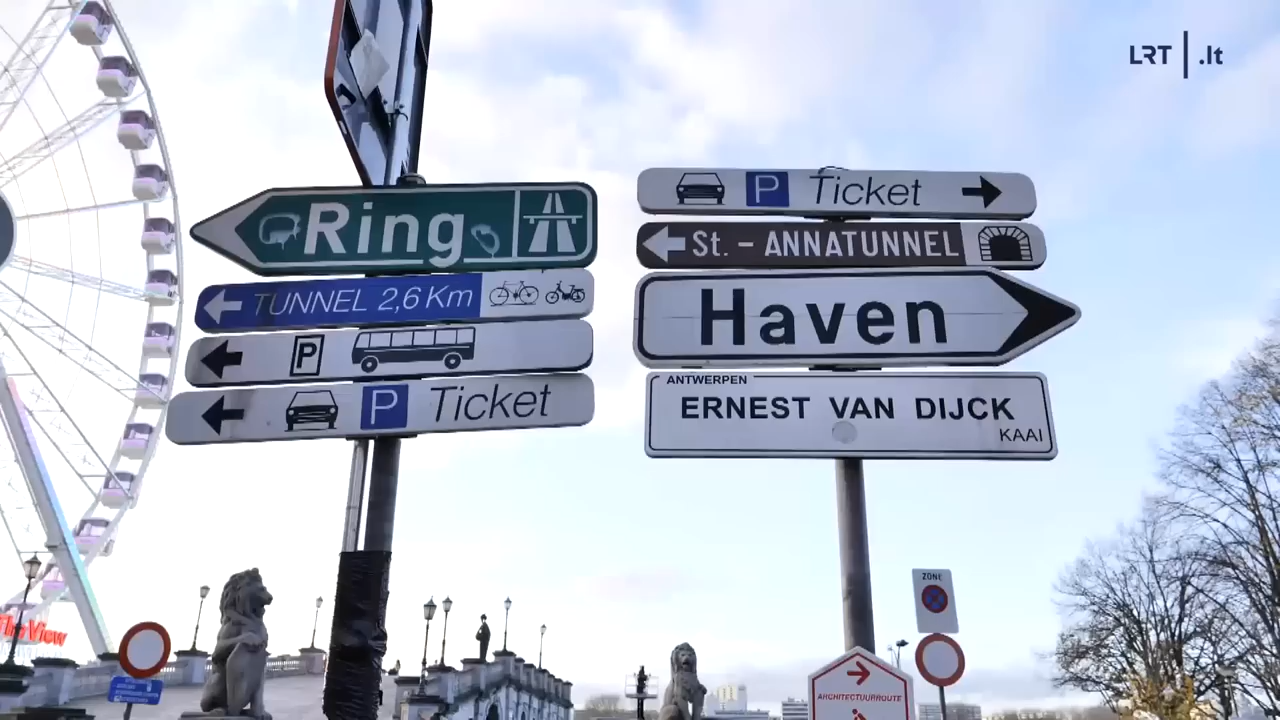 LRT .lt
Ring
TUNNEL 2,6 Km
P
P Ticket
P Ticket
St. - ANNATUNNEL
Haven
ANTWERPEN
ERNEST VAN DIJCK
KAAI
ZONE
ARCHITECTUURROUTE
View